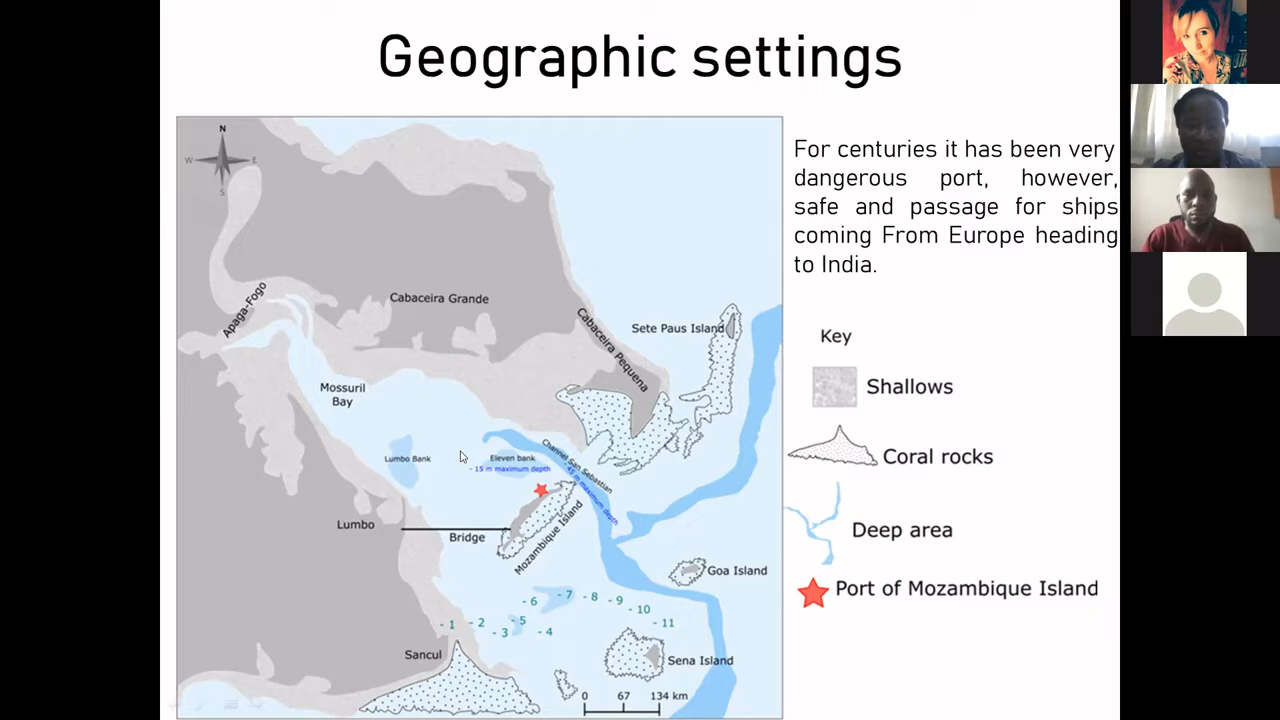 Geographic settings
For centuries it has been very
dangerous port, however,
safe and passage for ships
coming From Europe heading
to India.
N
W
E
S
Apaga-Fogo
Cabaceira Grande
Cabaceira Pequena
Sete Paus Island
Mossuril
Bay
Lumbo Bank
Eleven bank
- 15 m maximum depth
Channel San Sebastian
- 45 m maximum depth
Lumbo
Bridge
Mozambique Island
Goa Island
- 1
- 2
- 3
- 4
- 5
- 6
- 7
- 8
- 9
- 10
- 11
Sancul
Sena Island
0 67 134 km
Key
Shallows
Coral rocks
Deep area
Port of Mozambique Island